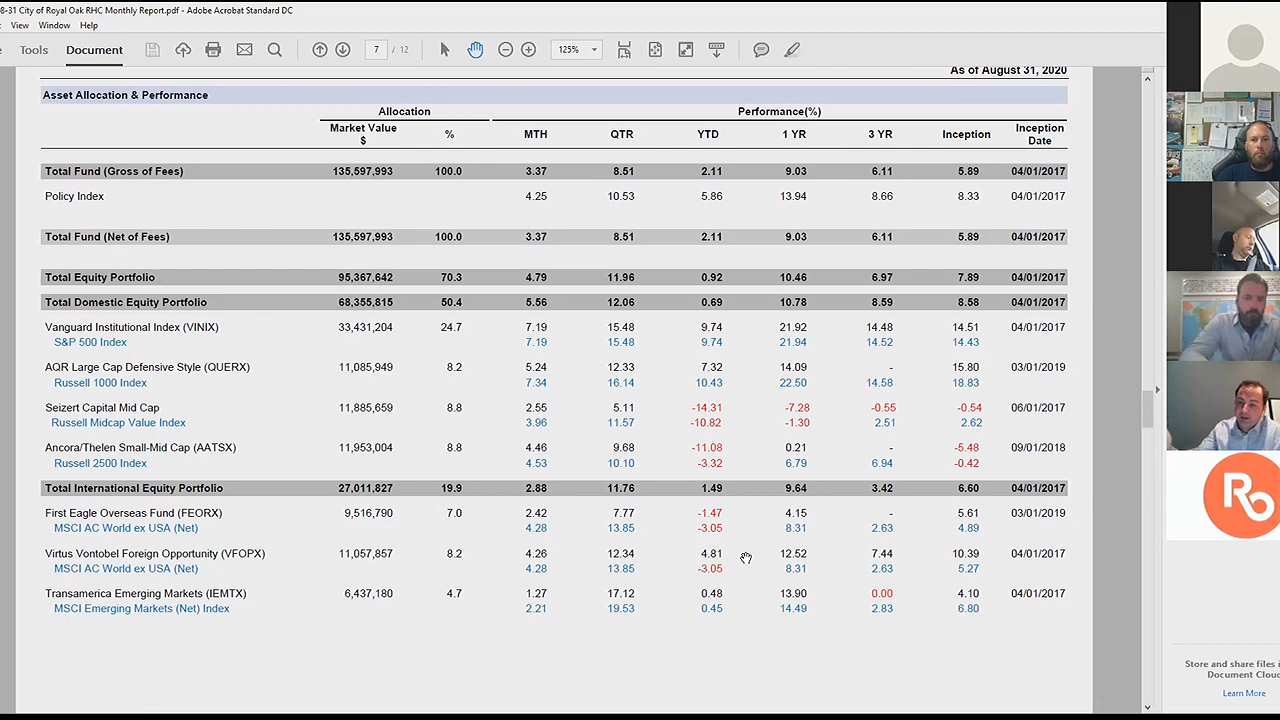 8-31 City of Royal Oak RHC Monthly Report.pdf - Adobe Acrobat Standard DC
View Window Help
Tools Document 7 / 12 125%
As of August 31, 2020
Asset Allocation & Performance
Allocation Performance(%)
Market Value $ % MTH QTR YTD 1 YR 3 YR Inception Inception Date
Total Fund (Gross of Fees) 135,597,993 100.0 3.37 8.51 2.11 9.03 6.11 5.89 04/01/2017
Policy Index 4.25 10.53 5.86 13.94 8.66 8.33 04/01/2017
Total Fund (Net of Fees) 135,597,993 100.0 3.37 8.51 2.11 9.03 6.11 5.89 04/01/2017
Total Equity Portfolio 95,367,642 70.3 4.79 11.96 0.92 10.46 6.97 7.89 04/01/2017
Total Domestic Equity Portfolio 68,355,815 50.4 5.56 12.06 0.69 10.78 8.59 8.58 04/01/2017
Vanguard Institutional Index (VINIX) 33,431,204 24.7 7.19 15.48 9.74 21.92 14.48 14.51 04/01/2017
S&P 500 Index 7.19 15.48 9.74 21.94 14.52 14.43
AQR Large Cap Defensive Style (QUERX) 11,085,949 8.2 5.24 12.33 7.32 14.09 - 15.80 03/01/2019
Russell 1000 Index 7.34 16.14 10.43 22.50 14.58 18.83
Seizert Capital Mid Cap 11,885,659 8.8 2.55 5.11 -14.31 -7.28 -0.55 -0.54 06/01/2017
Russell Midcap Value Index 3.96 11.57 -10.82 -1.30 2.51 2.62
Ancora/Thelen Small-Mid Cap (AATSX) 11,953,004 8.8 4.46 9.68 -11.08 0.21 - -5.48 09/01/2018
Russell 2500 Index 4.53 10.10 -3.32 6.79 6.94 -0.42
Total International Equity Portfolio 27,011,827 19.9 2.88 11.76 1.49 9.64 3.42 6.60 04/01/2017
First Eagle Overseas Fund (FEORX) 9,516,790 7.0 2.42 7.77 -1.47 4.15 - 5.61 03/01/2019
MSCI AC World ex USA (Net) 4.28 13.85 -3.05 8.31 2.63 4.89
Virtus Vontobel Foreign Opportunity (VFOPX) 11,057,857 8.2 4.26 12.34 4.81 12.52 7.44 10.39 04/01/2017
MSCI AC World ex USA (Net) 4.28 13.85 -3.05 8.31 2.63 5.27
Transamerica Emerging Markets (IEMTX) 6,437,180 4.7 1.27 17.12 0.48 13.90 0.00 4.10 04/01/2017
MSCI Emerging Markets (Net) Index 2.21 19.53 0.45 14.49 2.83 6.80
Ro
Store and share files i
Document Clou
Learn More